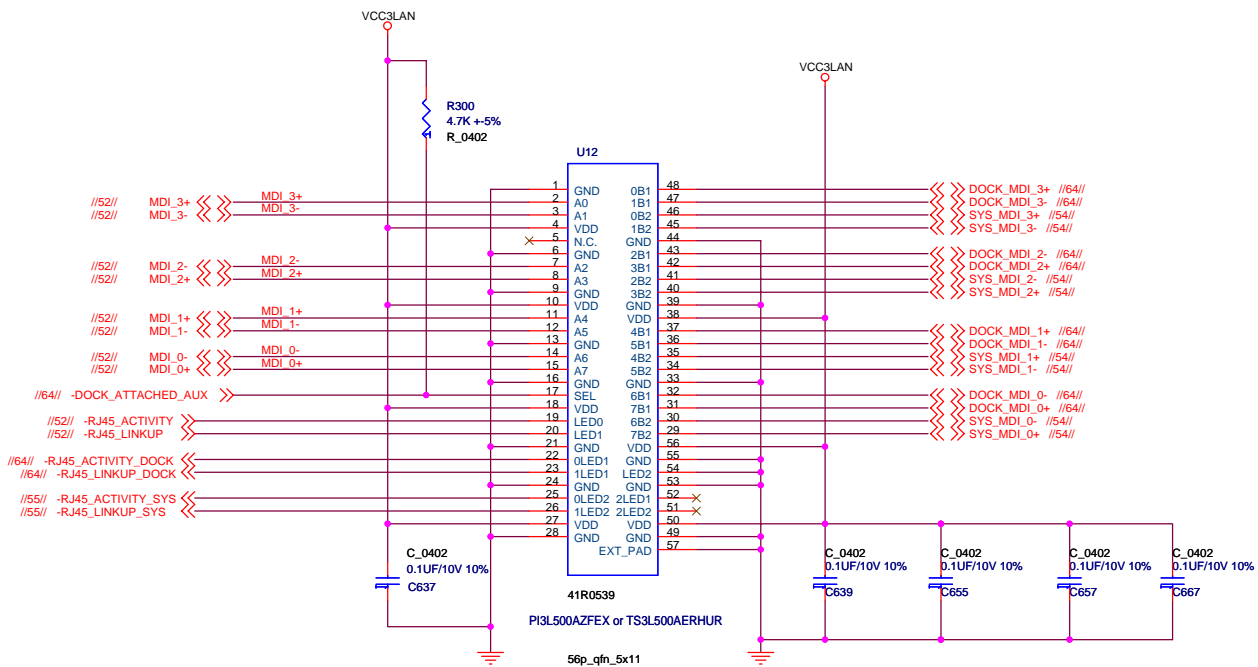 VCC3LAN
R300
4.7K +-5%
R_0402
1
VCC3LAN
U12
//52// MDI_3+ MDI_3+ 1 GND 0B1 48 DOCK_MDI_3+ //64//
//52// MDI_3- MDI_3- 2 A0 1B1 47 DOCK_MDI_3- //64//
3 A1 0B2 46 SYS_MDI_3+ //54//
4 VDD 1B2 45 SYS_MDI_3- //54//
5 N.C. GND 44
6 GND 2B1 43 DOCK_MDI_2- //64//
//52// MDI_2- MDI_2- 7 A2 3B1 42 DOCK_MDI_2+ //64//
//52// MDI_2+ MDI_2+ 8 A3 2B2 41 SYS_MDI_2- //54//
9 GND 3B2 40 SYS_MDI_2+ //54//
10 VDD GND 39
//52// MDI_1+ MDI_1+ 11 A4 VDD 38
//52// MDI_1- MDI_1- 12 A5 4B1 37 DOCK_MDI_1+ //64//
13 GND 5B1 36 DOCK_MDI_1- //64//
//52// MDI_0- MDI_0- 14 A6 4B2 35 SYS_MDI_1+ //54//
//52// MDI_0+ MDI_0+ 15 A7 5B2 34 SYS_MDI_1- //54//
16 GND GND 33
//64// -DOCK_ATTACHED_AUX 17 SEL 6B1 32 DOCK_MDI_0- //64//
18 VDD 7B1 31 DOCK_MDI_0+ //64//
//52// -RJ45_ACTIVITY 19 LED0 6B2 30 SYS_MDI_0- //54//
//52// -RJ45_LINKUP 20 LED1 7B2 29 SYS_MDI_0+ //54//
21 GND VDD 56
//64// -RJ45_ACTIVITY_DOCK 22 0LED1 GND 55
//64// -RJ45_LINKUP_DOCK 23 1LED1 LED2 54
24 GND GND 53
//55// -RJ45_ACTIVITY_SYS 25 0LED2 2LED1 52
//55// -RJ45_LINKUP_SYS 26 1LED2 2LED2 51
27 VDD VDD 50
28 GND GND 49
EXT_PAD 57
C_0402
0.1UF/10V 10%
C637
C_0402
0.1UF/10V 10%
C639
C_0402
0.1UF/10V 10%
C655
C_0402
0.1UF/10V 10%
C657
C_0402
0.1UF/10V 10%
C667
41R0539
PI3L500AZFEX or TS3L500AERHUR
56p_qfn_5x11